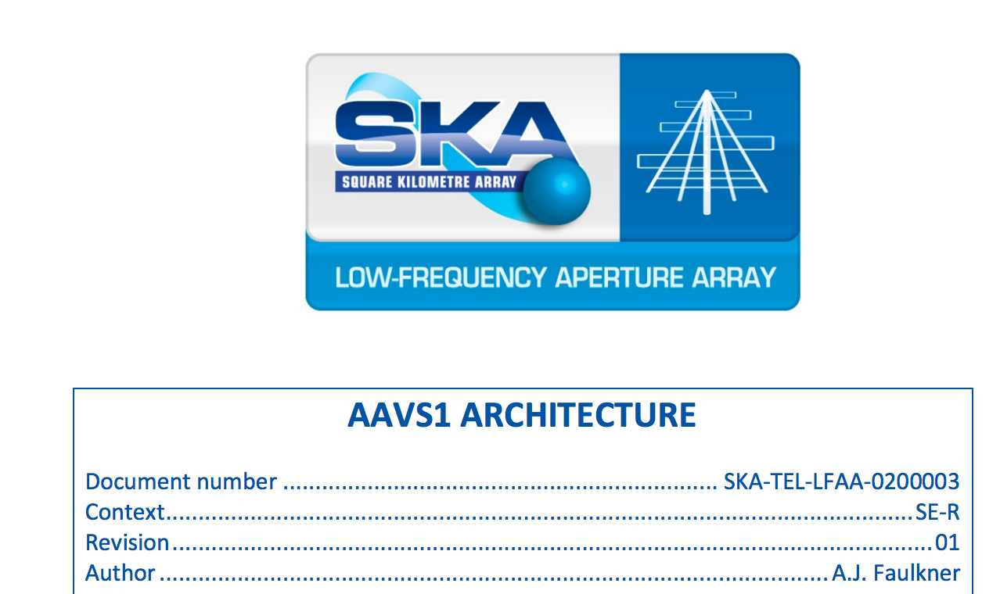 SKA
SQUARE KILOMETRE ARRAY
LOW-FREQUENCY APERTURE ARRAY
AAVS1 ARCHITECTURE
Document number ................................................................ SKA-TEL-LFAA-0200003
Context.................................................................................................................SE-R
Revision....................................................................................................................01
Author......................................................................................................A.J. Faulkner